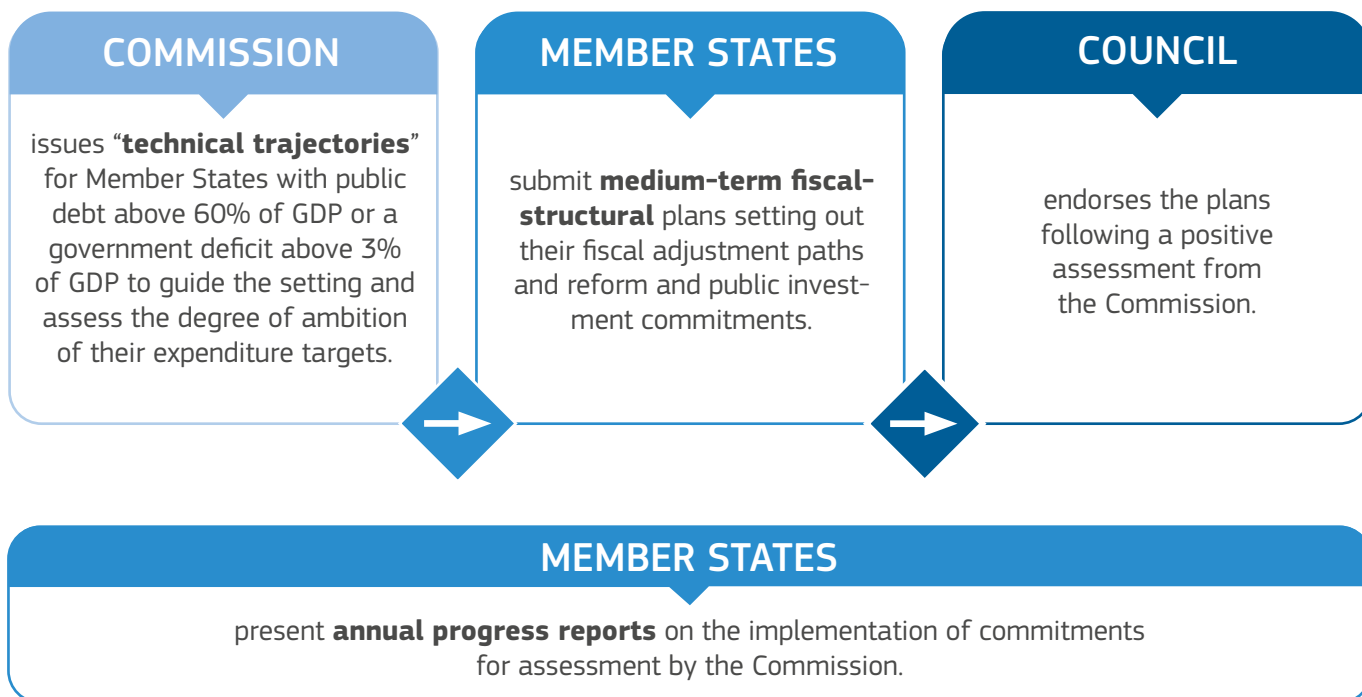 COMMISSION
issues “technical trajectories”
for Member States with public
debt above 60% of GDP or a
government deficit above 3%
of GDP to guide the setting and
assess the degree of ambition
of their expenditure targets.
MEMBER STATES
submit medium-term fiscal-
structural plans setting out
their fiscal adjustment paths
and reform and public invest-
ment commitments.
COUNCIL
endorses the plans
following a positive
assessment from
the Commission.
MEMBER STATES
present annual progress reports on the implementation of commitments
for assessment by the Commission.